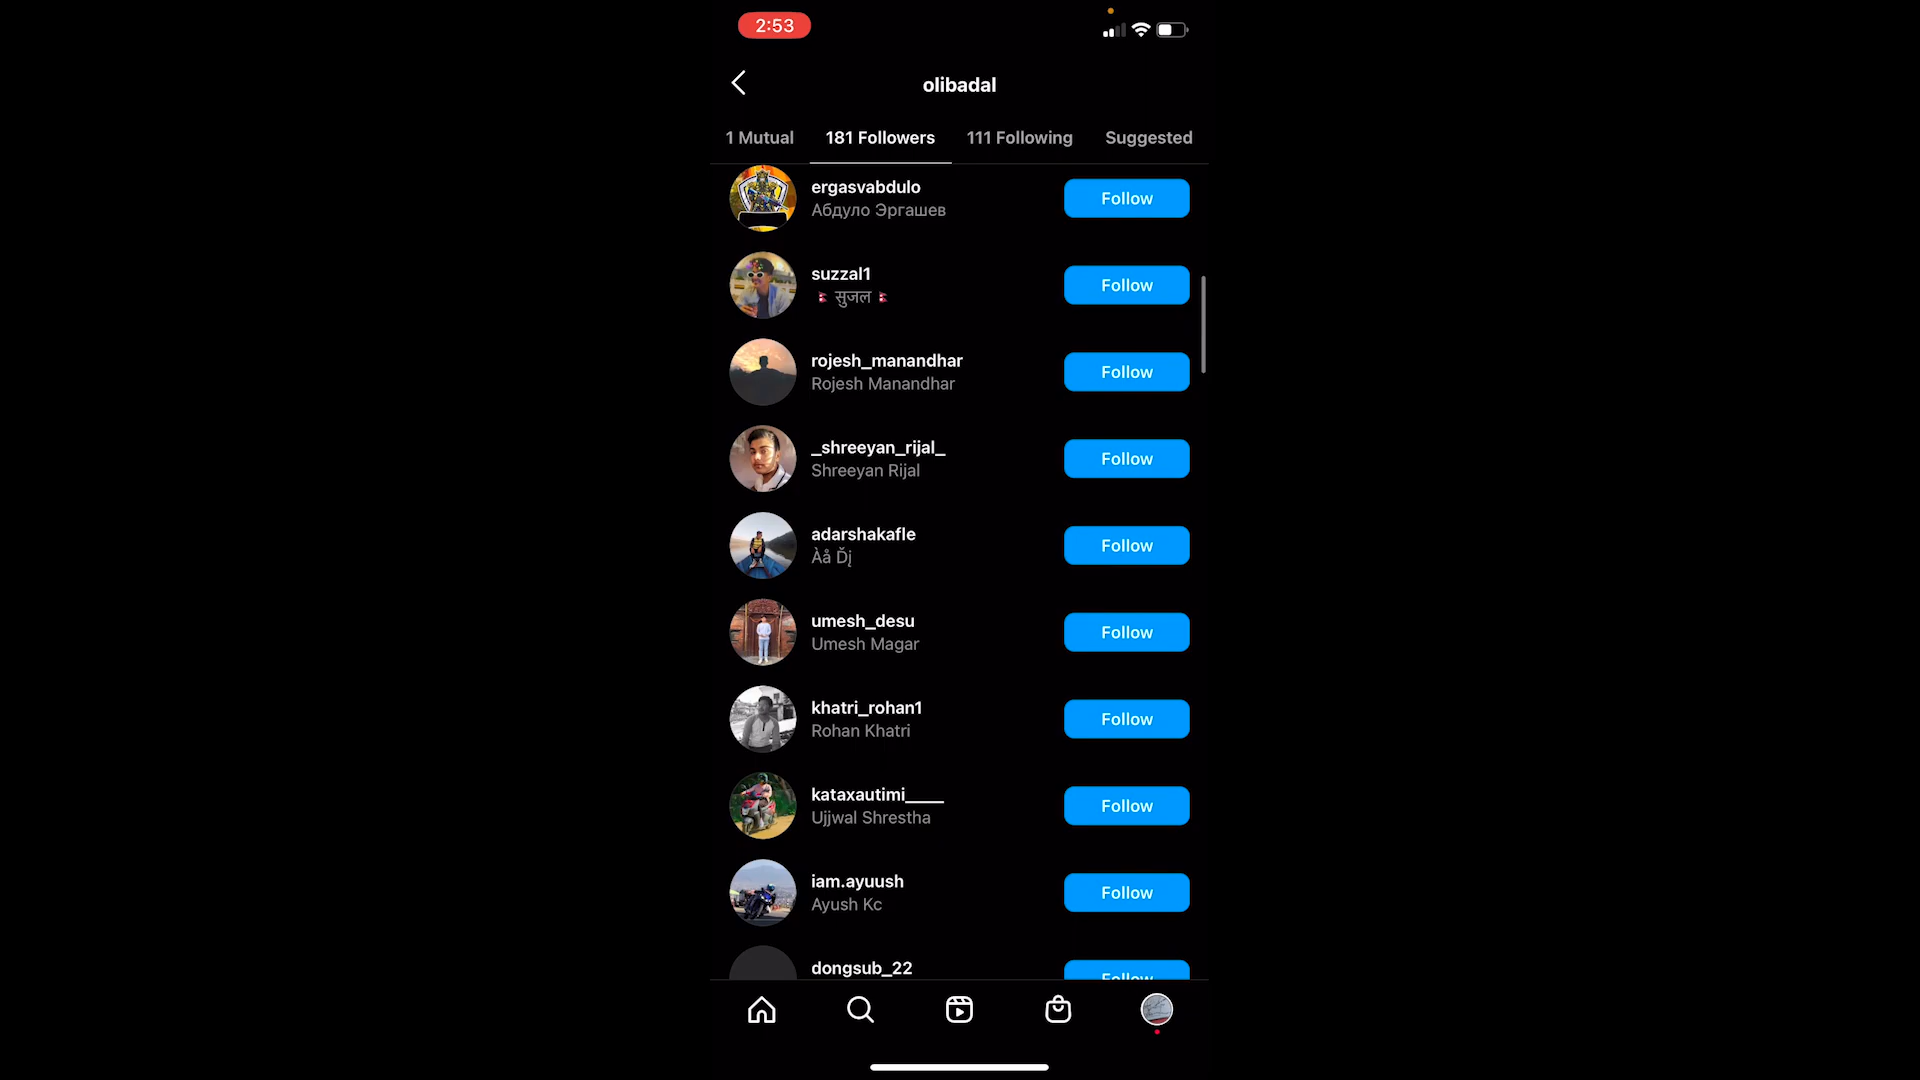 2:53
olibadal
1 Mutual 181 Followers 111 Following Suggested
ergasvabdulo
Абдуло Эргашев
Follow
suzzal1
🇳🇵 सुजल 🇳🇵
Follow
rojesh_manandhar
Rojesh Manandhar
Follow
_shreeyan_rijal_
Shreeyan Rijal
Follow
adarshakafle
Àå Ďį
Follow
umesh_desu
Umesh Magar
Follow
khatri_rohan1
Rohan Khatri
Follow
kataxautimi____
Ujjwal Shrestha
Follow
iam.ayuush
Ayush Kc
Follow
dongsub_22
Follow